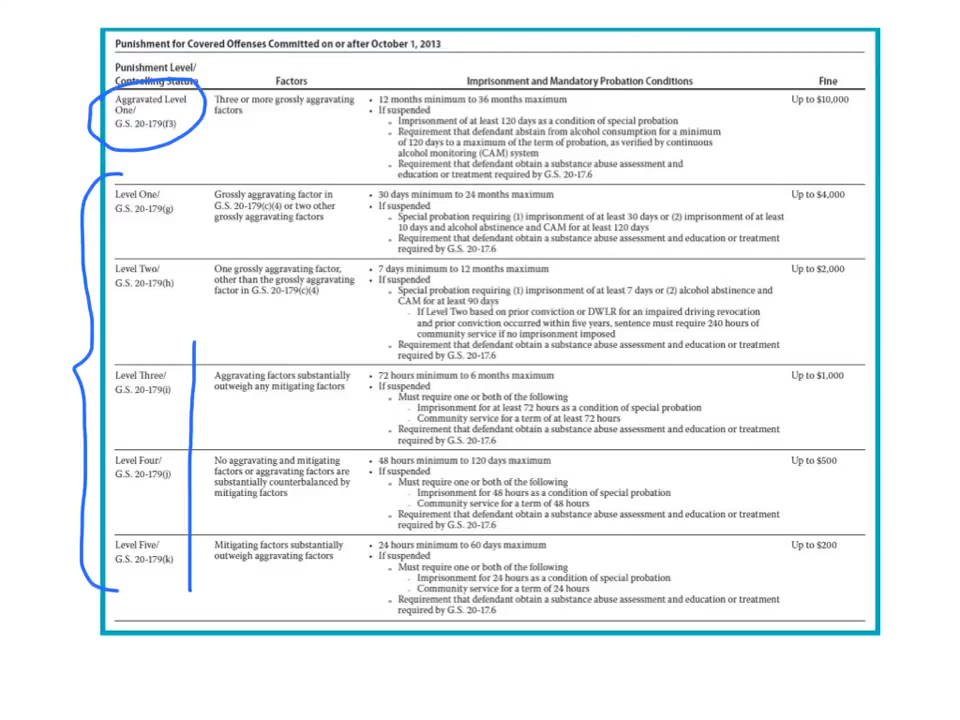 Punishment for Covered Offenses Committed on or after October 1, 2013
Punishment Level/
Controlling Statute
Factors
Imprisonment and Mandatory Probation Conditions
Fine
Aggravated Level
One/
G.S. 20-179(f3)
Three or more grossly aggravating
factors
• 12 months minimum to 36 months maximum
• If suspended
Imprisonment of at least 120 days as a condition of special probation
Requirement that defendant abstain from alcohol consumption for a minimum
of 120 days to a maximum of the term of probation, as verified by continuous
alcohol monitoring (CAM) system
Requirement that defendant obtain a substance abuse assessment and
education or treatment required by G.S. 20-17.6
Up to $10,000
Level One/
G.S. 20-179(g)
Grossly aggravating factor in
G.S. 20-179(c)(4) or two other
grossly aggravating factors
• 30 days minimum to 24 months maximum
• If suspended
Special probation requiring (1) imprisonment of at least 30 days or (2) imprisonment of at least
10 days and alcohol abstinence and CAM for at least 120 days
Requirement that defendant obtain a substance abuse assessment and education or treatment
required by G.S. 20-17.6
Up to $4,000
Level Two/
G.S. 20-179(h)
One grossly aggravating factor,
other than the grossly aggravating
factor in G.S. 20-179(c)(4)
• 7 days minimum to 12 months maximum
• If suspended
Special probation requiring (1) imprisonment of at least 7 days or (2) alcohol abstinence and
CAM for at least 90 days
If Level Two based on prior conviction or DWLR for an impaired driving revocation
and prior conviction occurred within five years, sentence must require 240 hours of
community service if no imprisonment imposed
Requirement that defendant obtain a substance abuse assessment and education or treatment
required by G.S. 20-17.6
Up to $2,000
Level Three/
G.S. 20-179(i)
Aggravating factors substantially
outweigh any mitigating factors
• 72 hours minimum to 6 months maximum
• If suspended
Must require one or both of the following
Imprisonment for at least 72 hours as a condition of special probation
Community service for a term of at least 72 hours
Requirement that defendant obtain a substance abuse assessment and education or treatment
required by G.S. 20-17.6
Up to $1,000
Level Four/
G.S. 20-179(j)
No aggravating and mitigating
factors or aggravating factors are
substantially counterbalanced by
mitigating factors
• 48 hours minimum to 120 days maximum
• If suspended
Must require one or both of the following
Imprisonment for 48 hours as a condition of special probation
Community service for a term of 48 hours
Requirement that defendant obtain a substance abuse assessment and education or treatment
required by G.S. 20-17.6
Up to $500
Level Five/
G.S. 20-179(k)
Mitigating factors substantially
outweigh aggravating factors
• 24 hours minimum to 60 days maximum
• If suspended
Must require one or both of the following
Imprisonment for 24 hours as a condition of special probation
Community service for a term of 24 hours
Requirement that defendant obtain a substance abuse assessment and education or treatment
required by G.S. 20-17.6
Up to $200